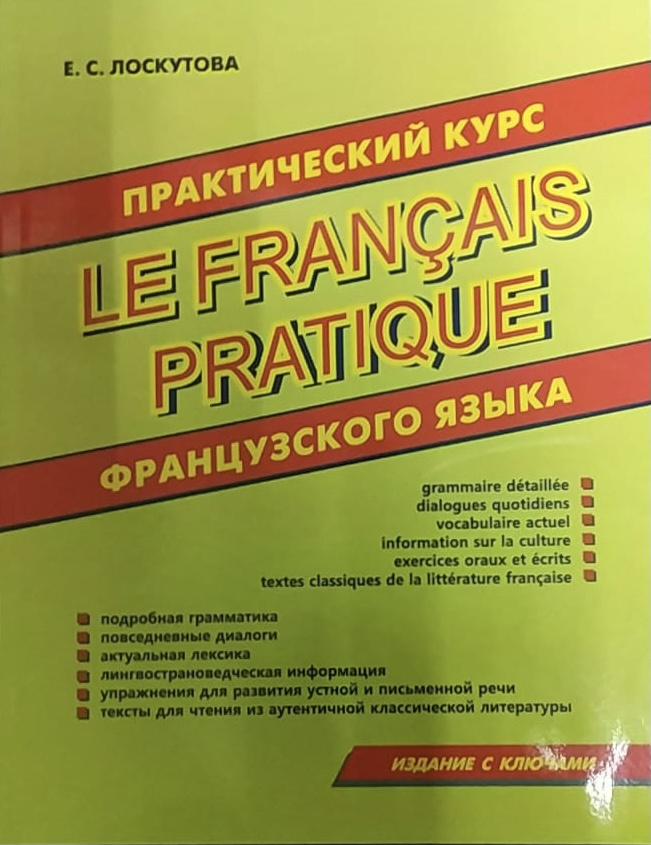 Е. С. ЛОСКУТОВА
ПРАКТИЧЕСКИЙ КУРС
LE FRANÇAIS
PRATIQUE
ФРАНЦУЗСКОГО ЯЗЫКА
grammaire détaillée
dialogues quotidiens
vocabulaire actuel
information sur la culture
exercices oraux et écrits
textes classiques de la littérature française
подробная грамматика
повседневные диалоги
актуальная лексика
лингвострановедческая информация
упражнения для развития устной и письменной речи
тексты для чтения из аутентичной классической литературы
ИЗДАНИЕ С КЛЮЧАМИ